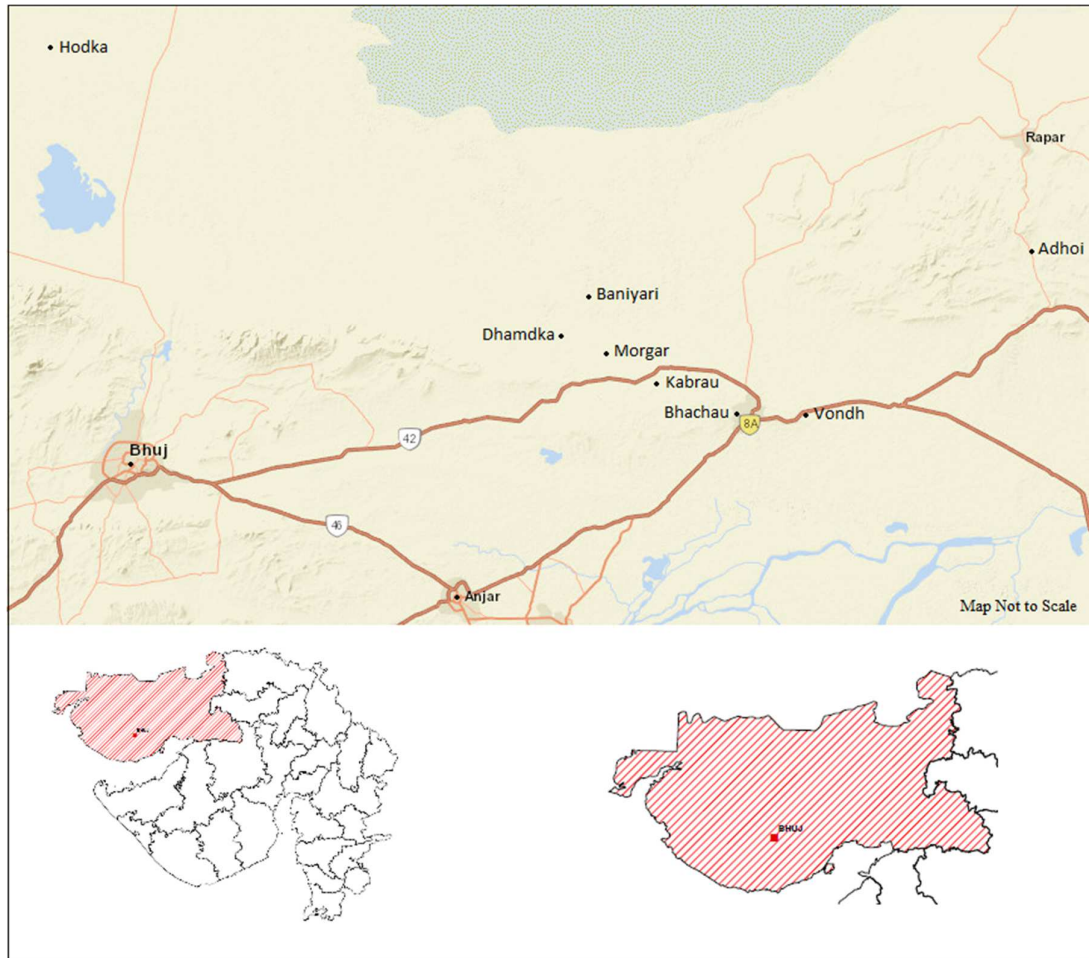 Hodka
Rapar
Adhoi
Baniyari
Dhamdka
Morgar
Kabrau
Bhachau
8A
Vondh
42
Bhuj
46
Anjar
Map Not to Scale
BHUJ